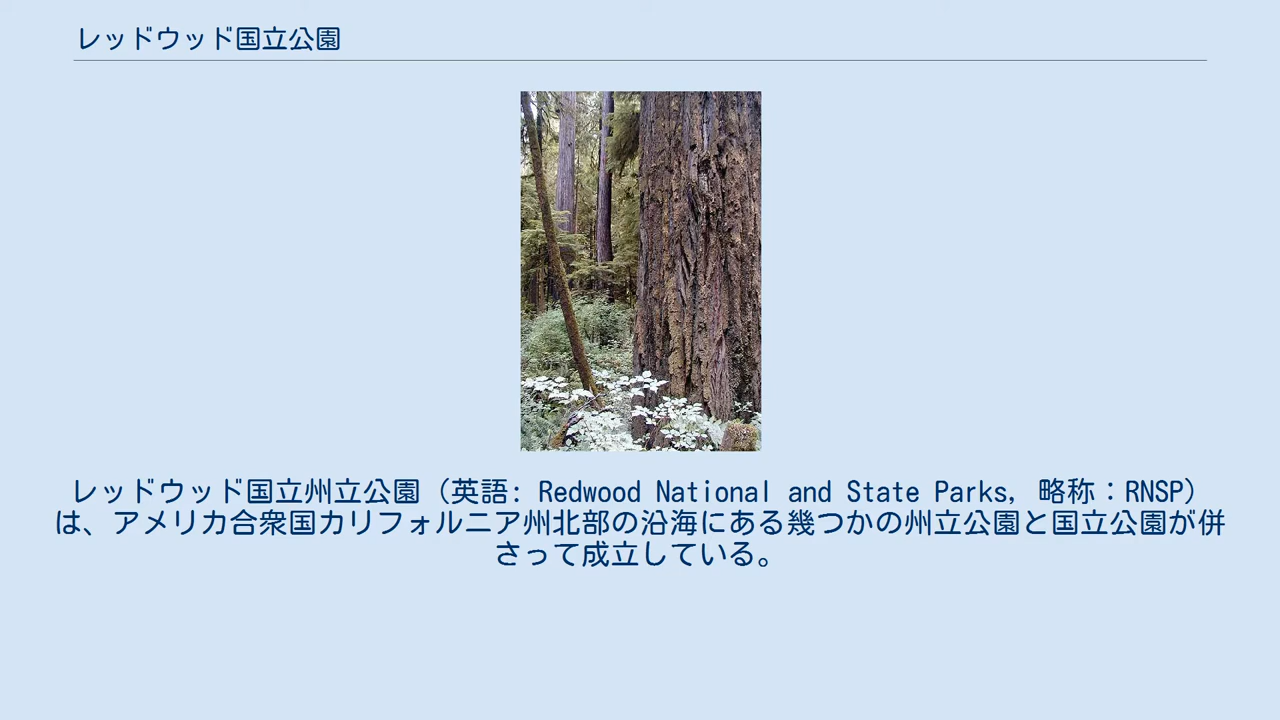 レッドウッド国立公園
レッドウッド国立州立公園（英語: Redwood National and State Parks, 略称：RNSP）
は、アメリカ合衆国カリフォルニア州北部の沿海にある幾つかの州立公園と国立公園が併
さって成立している。